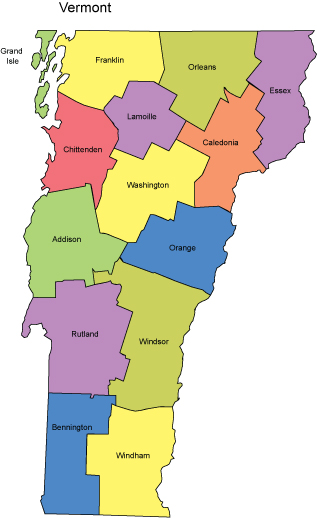 Vermont
Grand
Isle
Franklin
Orleans
Essex
Lamoille
Caledonia
Chittenden
Washington
Addison
Orange
Rutland
Windsor
Bennington
Windham